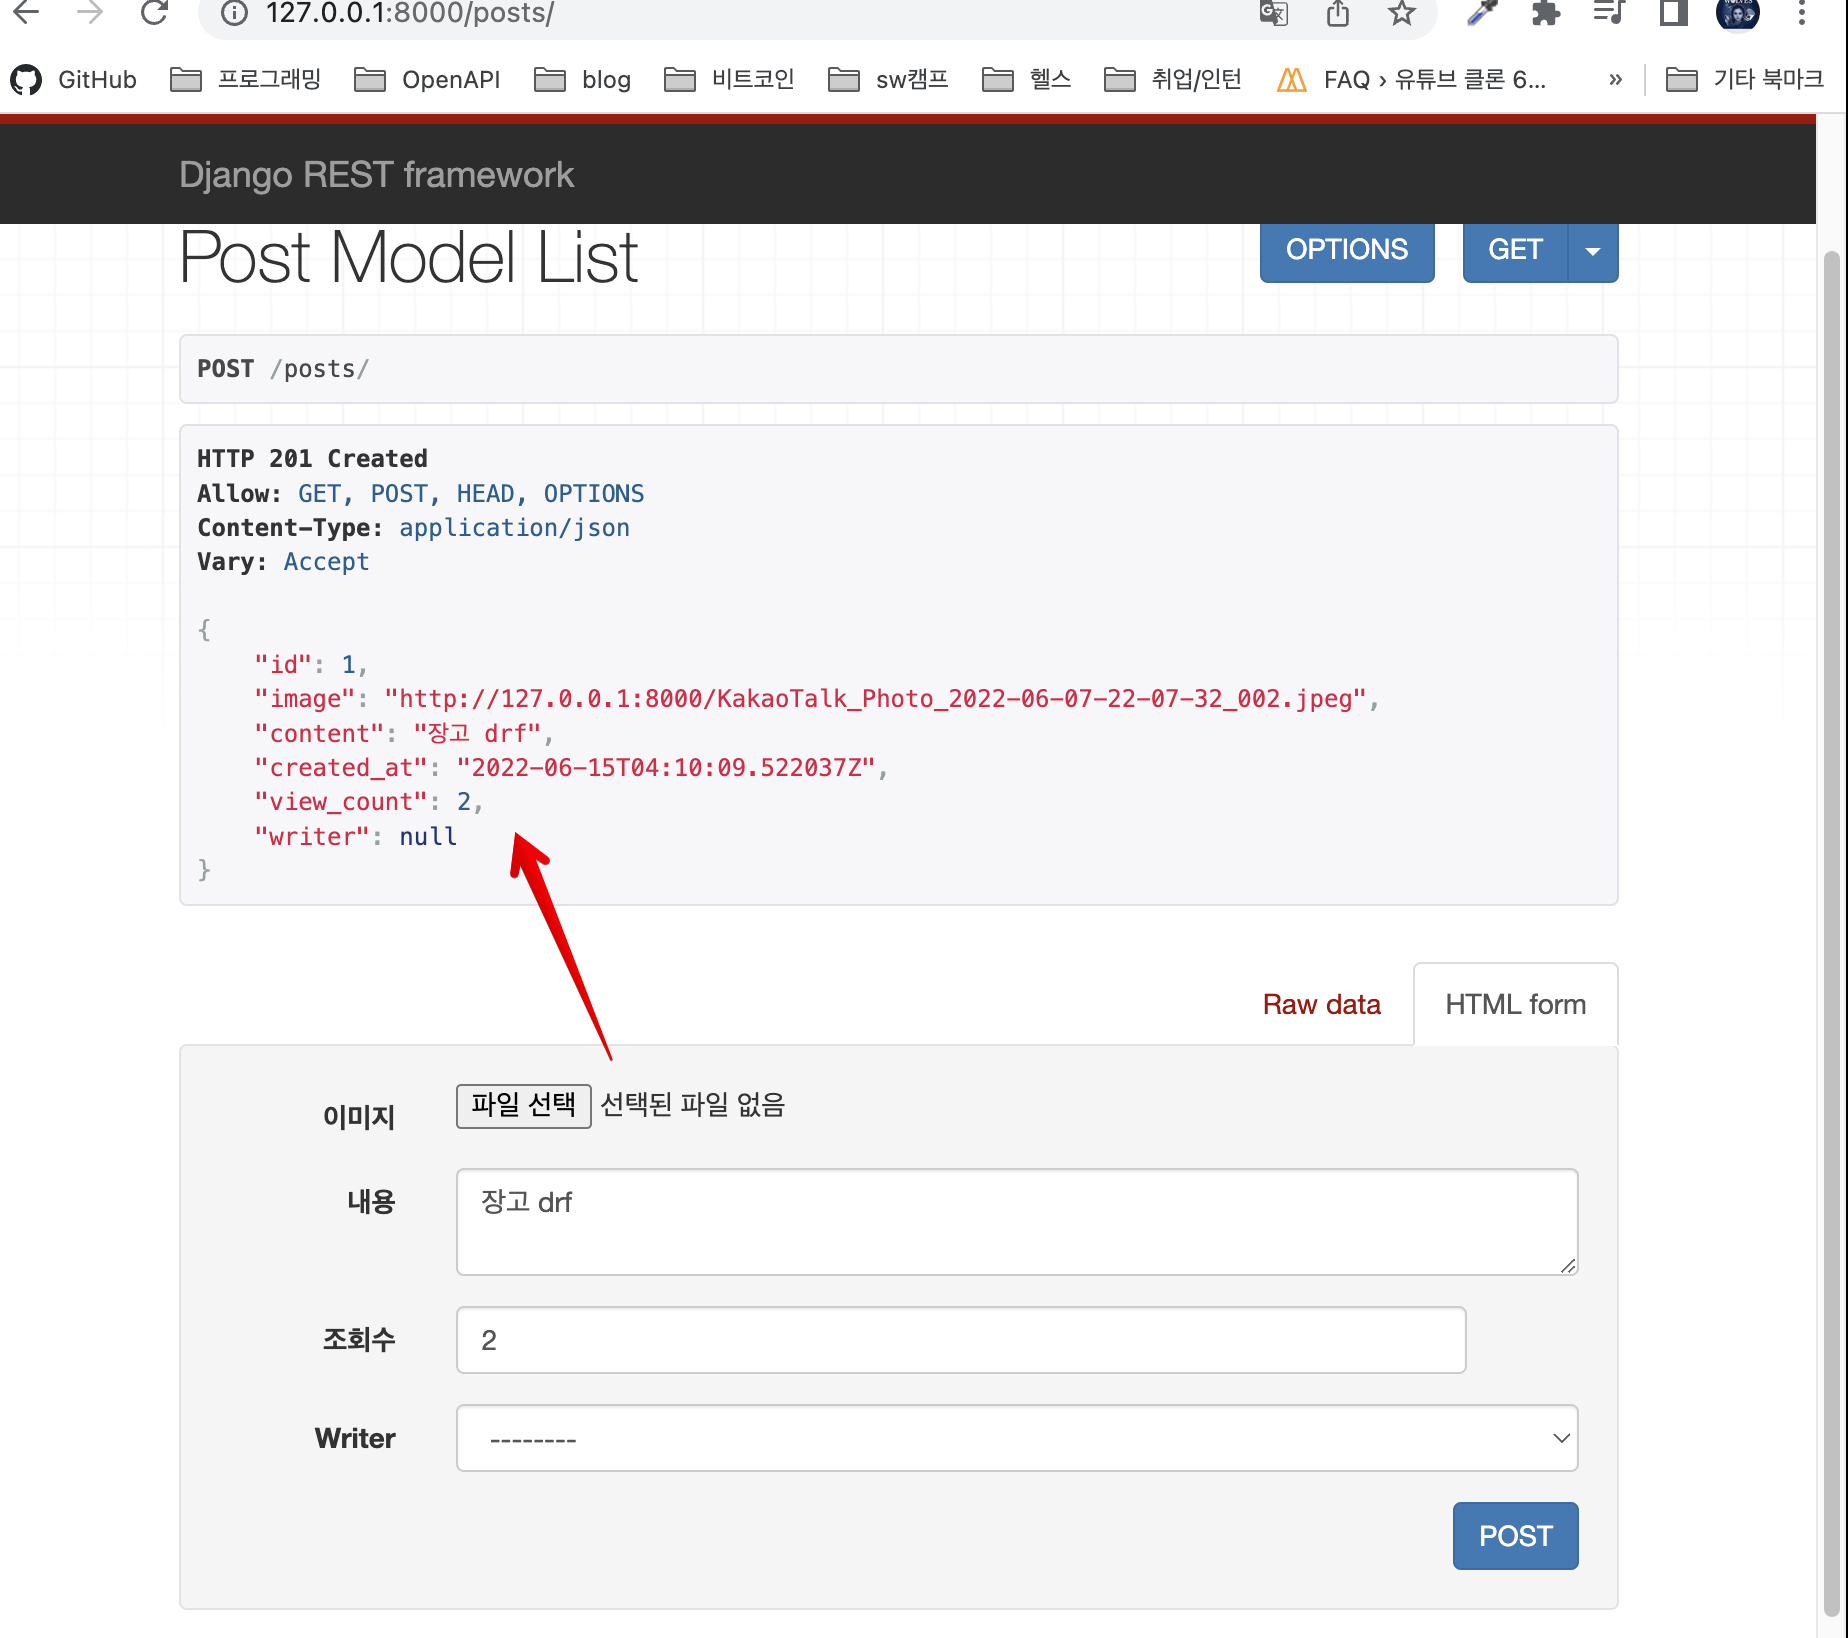 127.0.0.1:8000/posts/
GitHub 프로그래밍 OpenAPI blog 비트코인 sw캠프 헬스 취업/인턴 FAQ › 유튜브 클론 6... » 기타 북마크
Django REST framework
Post Model List OPTIONS GET
POST /posts/
HTTP 201 Created
Allow: GET, POST, HEAD, OPTIONS
Content-Type: application/json
Vary: Accept
{
"id": 1,
"image": "http://127.0.0.1:8000/KakaoTalk_Photo_2022-06-07-22-07-32_002.jpeg",
"content": "장고 drf",
"created_at": "2022-06-15T04:10:09.522037Z",
"view_count": 2,
"writer": null
}
Raw data HTML form
이미지 파일 선택 선택된 파일 없음
내용 장고 drf
조회수 2
Writer --------
POST